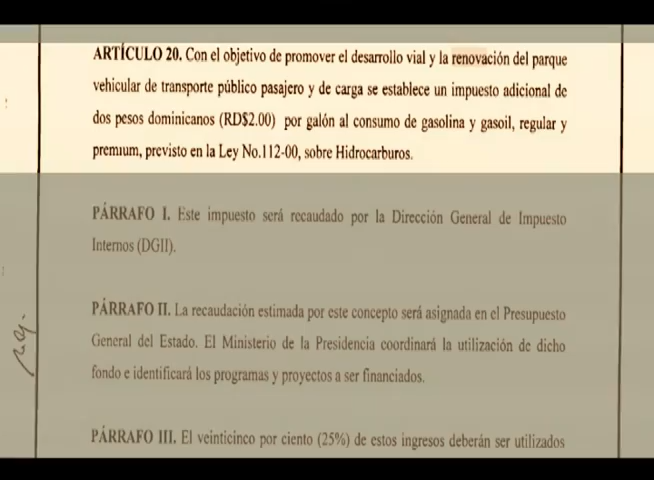 ARTÍCULO 20. Con el objetivo de promover el desarrollo vial y la renovación del parque
vehicular de transporte público pasajero y de carga se establece un impuesto adicional de
dos pesos dominicanos (RD$2.00) por galón al consumo de gasolina y gasoil, regular y
premium, previsto en la Ley No.112-00, sobre Hidrocarburos.
PÁRRAFO I. Este impuesto será recaudado por la Dirección General de Impuesto
Internos (DGII).
PÁRRAFO II. La recaudación estimada por este concepto será asignada en el Presupuesto
General del Estado. El Ministerio de la Presidencia coordinará la utilización de dicho
fondo e identificará los programas y proyectos a ser financiados.
PÁRRAFO III. El veinticinco por ciento (25%) de estos ingresos deberán ser utilizados